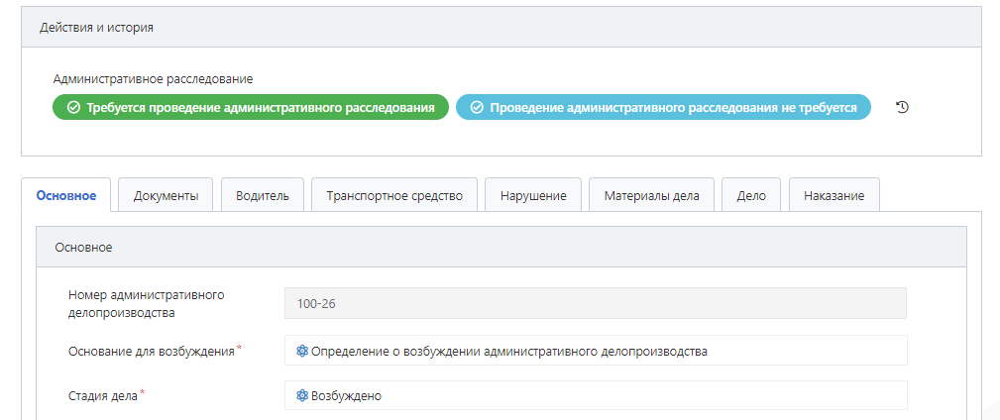 Действия и история
Административное расследование
Требуется проведение административного расследования Проведение административного расследования не требуется
Основное Документы Водитель Транспортное средство Нарушение Материалы дела Дело Наказание
Основное
Номер административного
делопроизводства
100-26
Основание для возбуждения* Определение о возбуждении административного делопроизводства
Стадия дела* Возбуждено